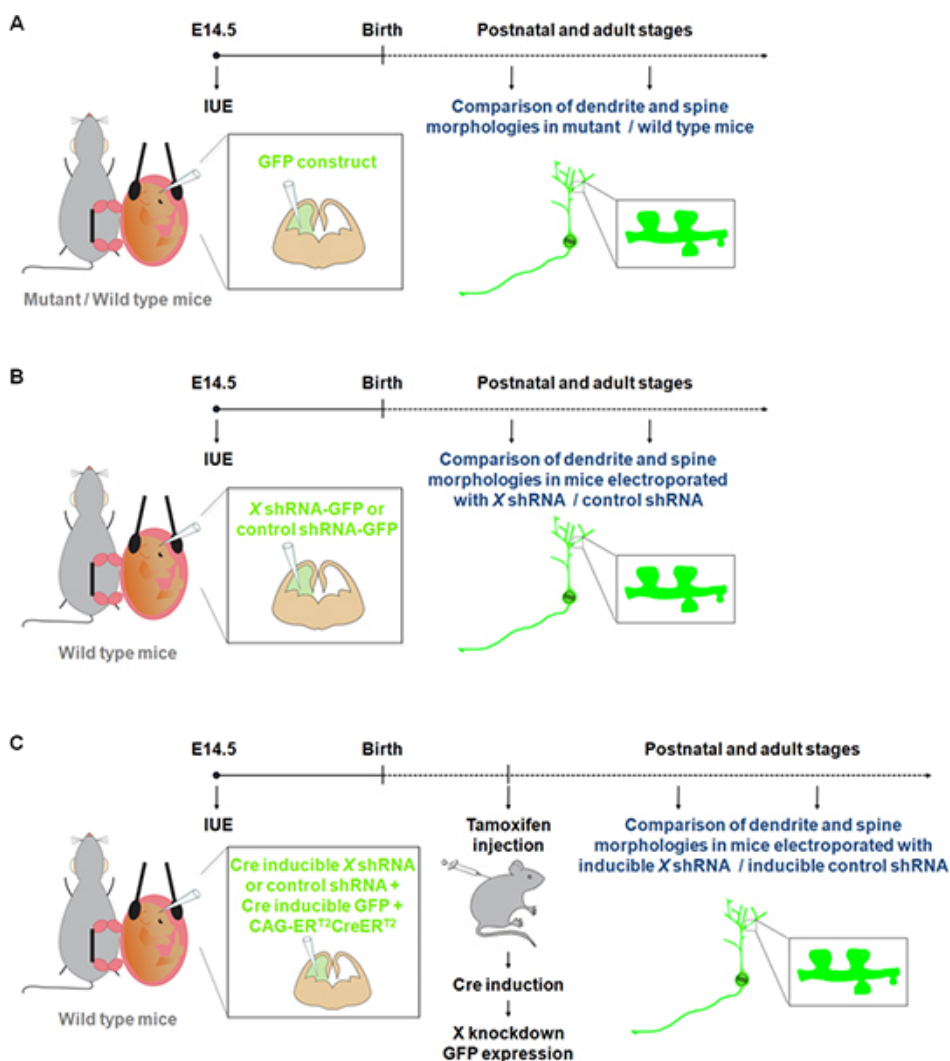 A
E14.5 Birth Postnatal and adult stages
IUE
Comparison of dendrite and spine
morphologies in mutant / wild type mice
GFP construct
Mutant / Wild type mice
B
E14.5 Birth Postnatal and adult stages
IUE
Comparison of dendrite and spine
morphologies in mice electroporated
with X shRNA / control shRNA
X shRNA-GFP or
control shRNA-GFP
Wild type mice
C
E14.5 Birth Postnatal and adult stages
IUE
Tamoxifen
injection
Comparison of dendrite and spine
morphologies in mice electroporated with
inducible X shRNA / inducible control shRNA
Cre inducible X shRNA
or control shRNA +
Cre inducible GFP +
CAG-ERT2CreERT2
Cre induction
Wild type mice
X knockdown
GFP expression